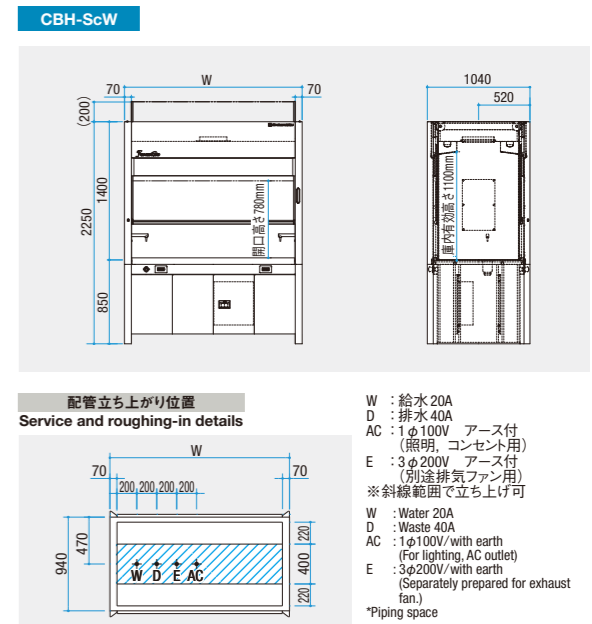 CBH-ScW
W
70
70
(200)
1400
2250
850
開口高さ780mm
1040
520
庫内有効高さ1100mm
配管立ち上がり位置
Service and roughing-in details
W
70
70
200 200 200 200
940
470
220
400
220
W D E AC
W :給水20A
D :排水40A
AC :1φ100V アース付
(照明, コンセント用)
E :3φ200V アース付
(別途排気ファン用)
※斜線範囲で立ち上げ可
W :Water 20A
D :Waste 40A
AC :1φ100V/with earth
(For lighting, AC outlet)
E :3φ200V/with earth
(Separately prepared for exhaust
fan.)
*Piping space